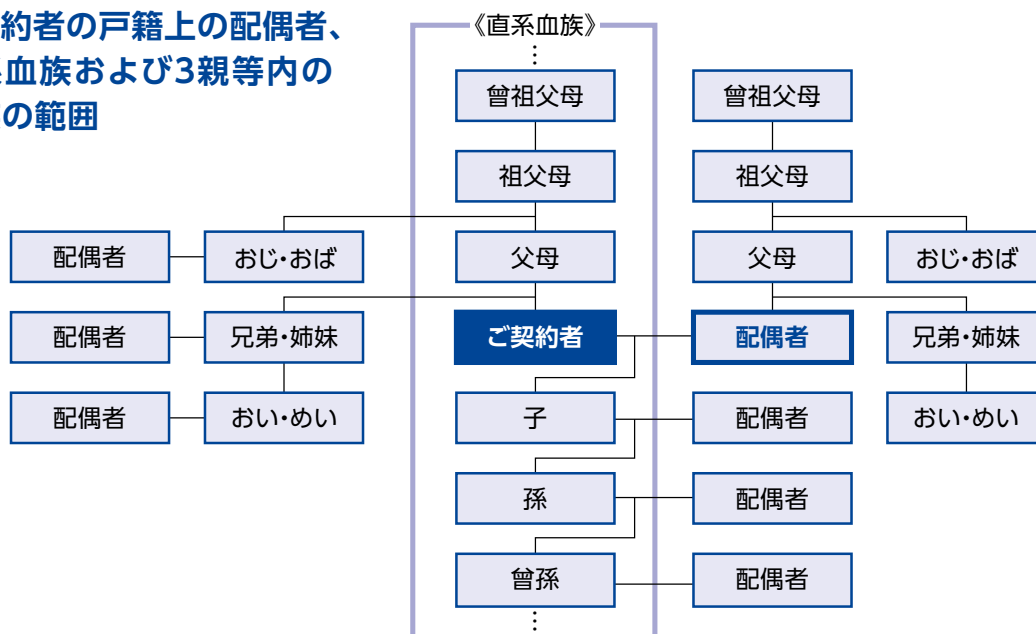 約者の戸籍上の配偶者、
血族および3親等内の
の範囲
《直系血族》
⋮
曾祖父母
曾祖父母
祖父母
祖父母
配偶者
おじ・おば
父母
父母
おじ・おば
配偶者
兄弟・姉妹
ご契約者
配偶者
兄弟・姉妹
配偶者
おい・めい
子
配偶者
おい・めい
孫
配偶者
曾孫
配偶者
⋮